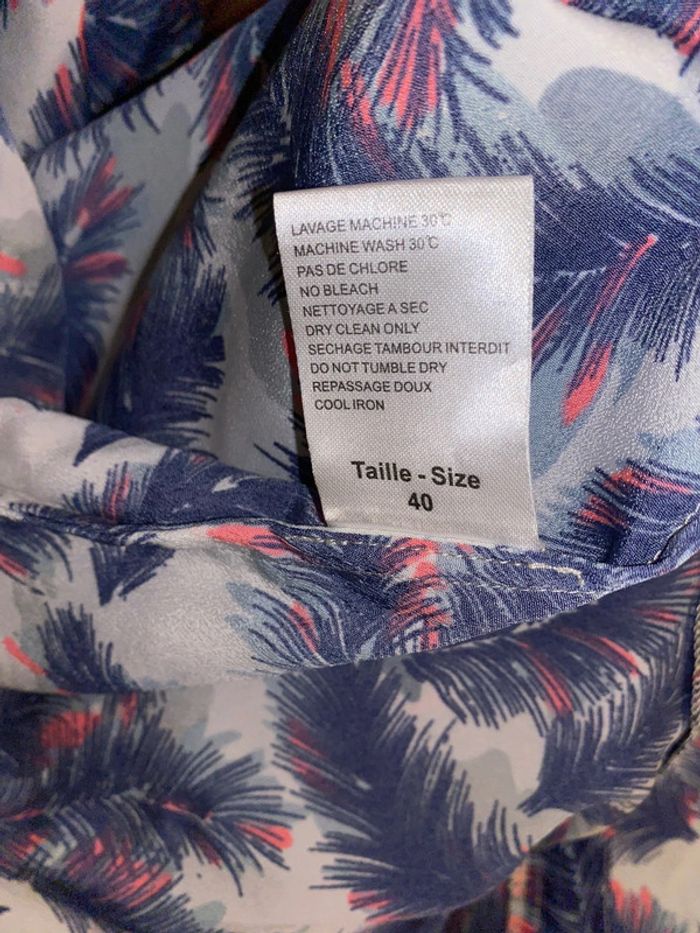 LAVAGE MACHINE 30℃
MACHINE WASH 30℃
PAS DE CHLORE
NO BLEACH
NETTOYAGE A SEC
DRY CLEAN ONLY
SECHAGE TAMBOUR INTERDIT
DO NOT TUMBLE DRY
REPASSAGE DOUX
COOL IRON
Taille - Size
40